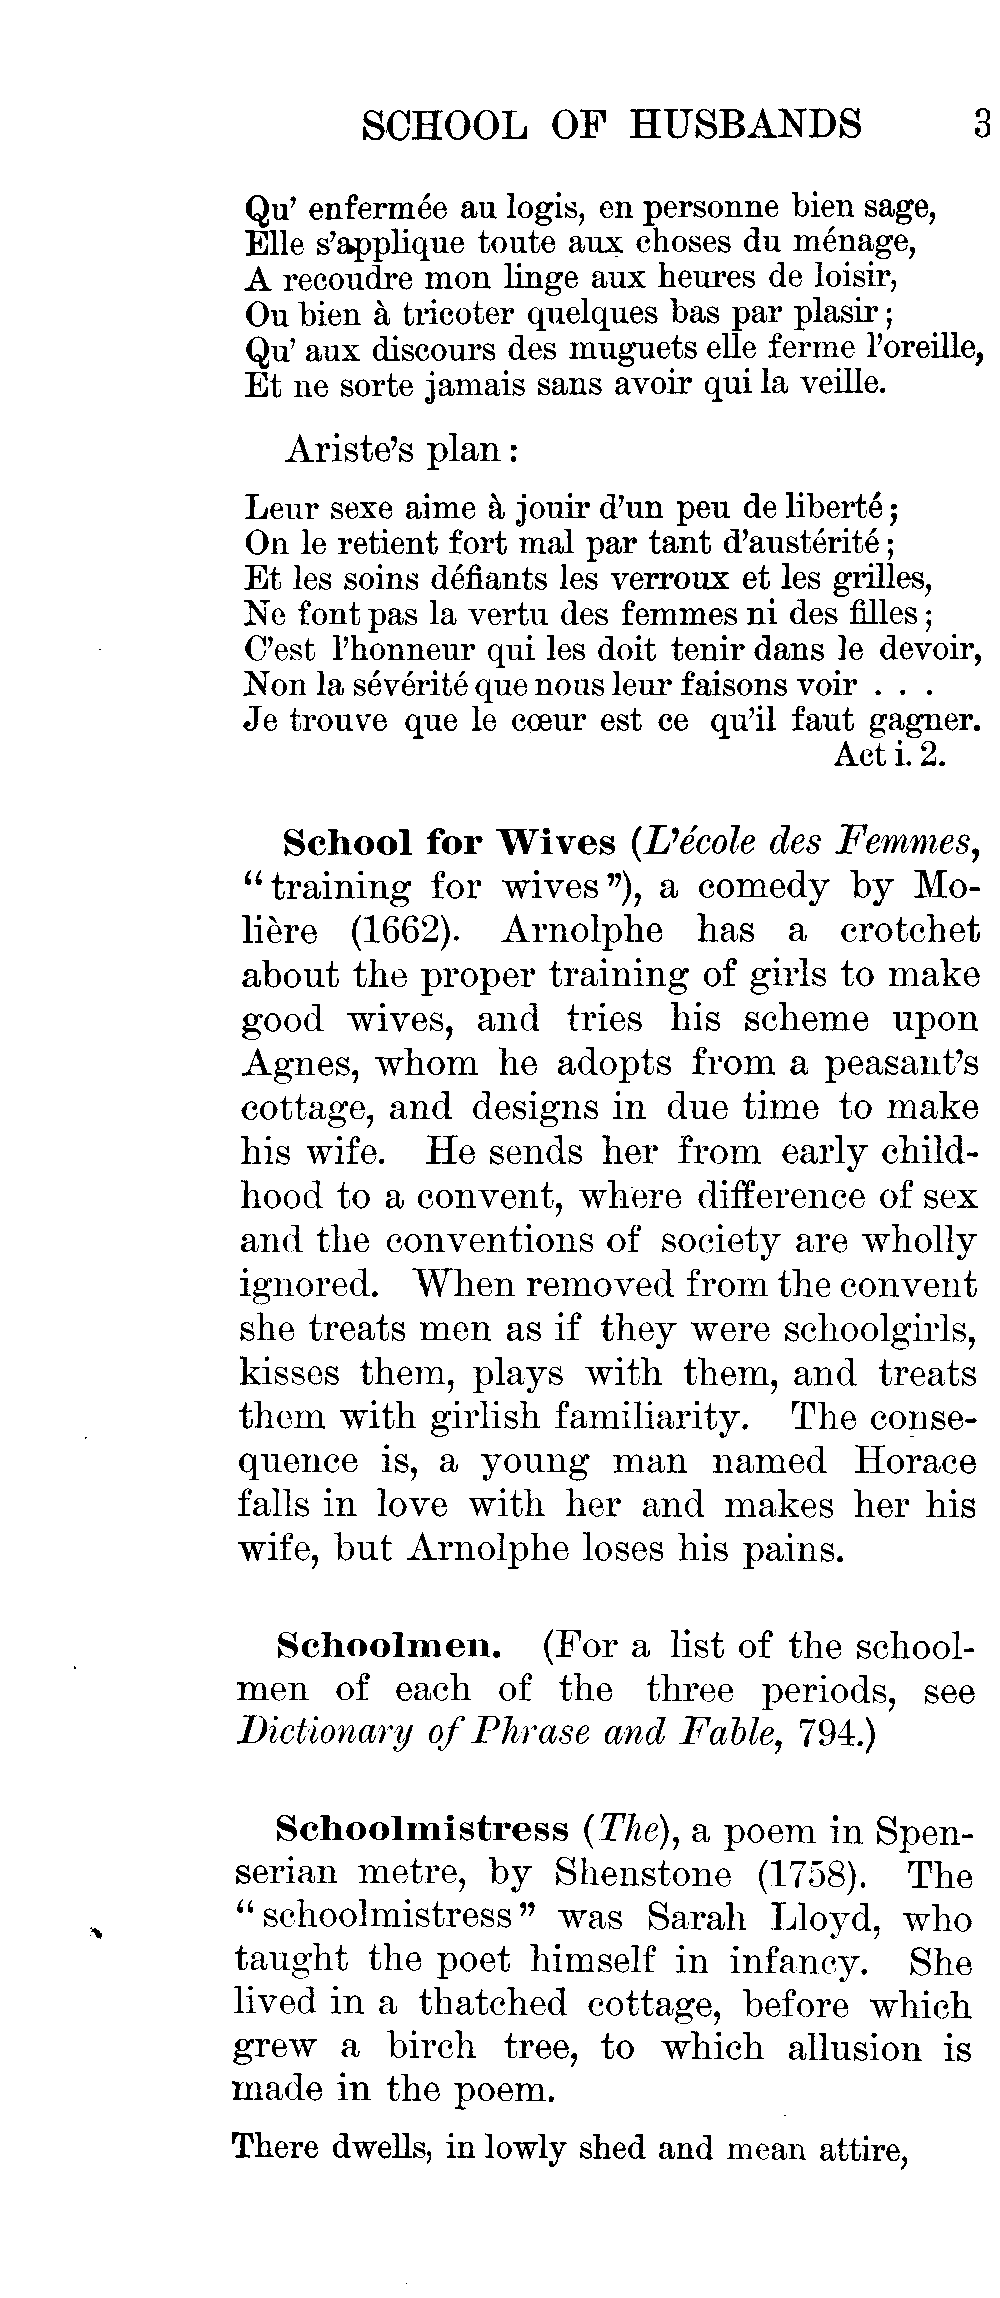 SCHOOL OF HUSBANDS 3
Qu' enfermée au logis, en personne bien sage,
Elle s'applique toute aux choses du ménage,
A recoudre mon linge aux heures de loisir,
Ou bien à tricoter quelques bas par plasir;
Qu' aux discours des muguets elle ferme l'oreille,
Et ne sorte jamais sans avoir qui la veille.
Ariste's plan:
Leur sexe aime à jouir d'un peu de liberté;
On le retient fort mal par tant d'austérité;
Et les soins défiants les verroux et les grilles,
Ne font pas la vertu des femmes ni des filles;
C'est l'honneur qui les doit tenir dans le devoir,
Non la sévérité que nous leur faisons voir . . .
Je trouve que le cœur est ce qu'il faut gagner.
Act i. 2.
School for Wives (L'école des Femmes,
"training for wives"), a comedy by Mo-
lière (1662). Arnolphe has a crotchet
about the proper training of girls to make
good wives, and tries his scheme upon
Agnes, whom he adopts from a peasant's
cottage, and designs in due time to make
his wife. He sends her from early child-
hood to a convent, where difference of sex
and the conventions of society are wholly
ignored. When removed from the convent
she treats men as if they were schoolgirls,
kisses them, plays with them, and treats
them with girlish familiarity. The conse-
quence is, a young man named Horace
falls in love with her and makes her his
wife, but Arnolphe loses his pains.
Schoolmen. (For a list of the school-
men of each of the three periods, see
Dictionary of Phrase and Fable, 794.)
Schoolmistress (The), a poem in Spen-
serian metre, by Shenstone (1758). The
"schoolmistress" was Sarah Lloyd, who
taught the poet himself in infancy. She
lived in a thatched cottage, before which
grew a birch tree, to which allusion is
made in the poem.
There dwells, in lowly shed and mean attire,